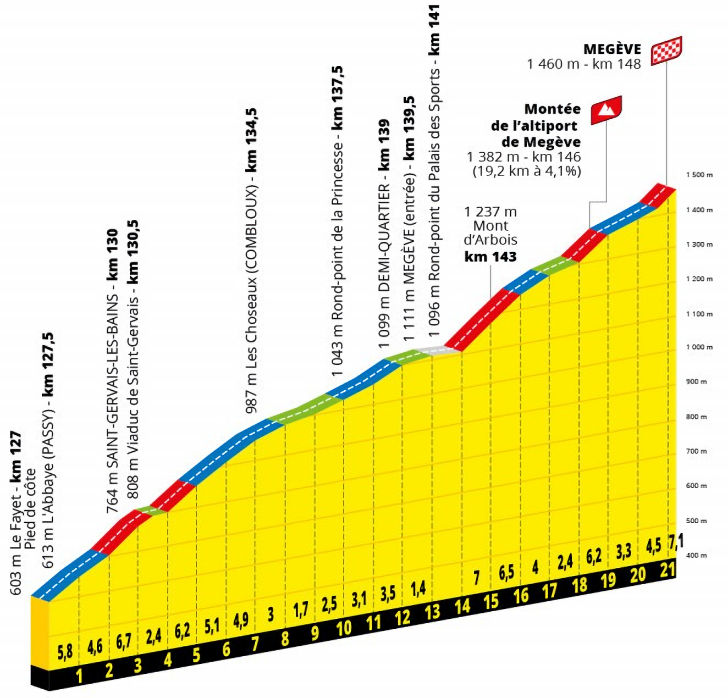 603 m Le Fayet - km 127
Pied de côte
613 m L'Abbaye (PASSY) - km 127,5
764 m SAINT-GERVAIS-LES-BAINS - km 130
808 m Viaduc de Saint-Gervais - km 130,5
987 m Les Choseaux (COMBLOUX) - km 134,5
1 043 m Rond-point de la Princesse - km 137,5
1 099 m DEMI-QUARTIER - km 139
1 111 m MEGÈVE (entrée) - km 139,5
1 096 m Rond-point du Palais des Sports - km 141
1 237 m
Mont
d'Arbois
km 143
Montée
de l'altiport
de Megève
1 382 m - km 146
(19,2 km à 4,1%)
MEGÈVE
1 460 m - km 148
1 500 m
1 400 m
1 300 m
1 200 m
1 100 m
1 000 m
900 m
800 m
700 m
600 m
500 m
400 m
5,8 4,6 6,7 2,4 6,2 5,1 4,9 3 1,7 2,5 3,1 3,5 1,4 7 6,5 4 2,4 6,2 3,3 4,5 7,1
1 2 3 4 5 6 7 8 9 10 11 12 13 14 15 16 17 18 19 20 21